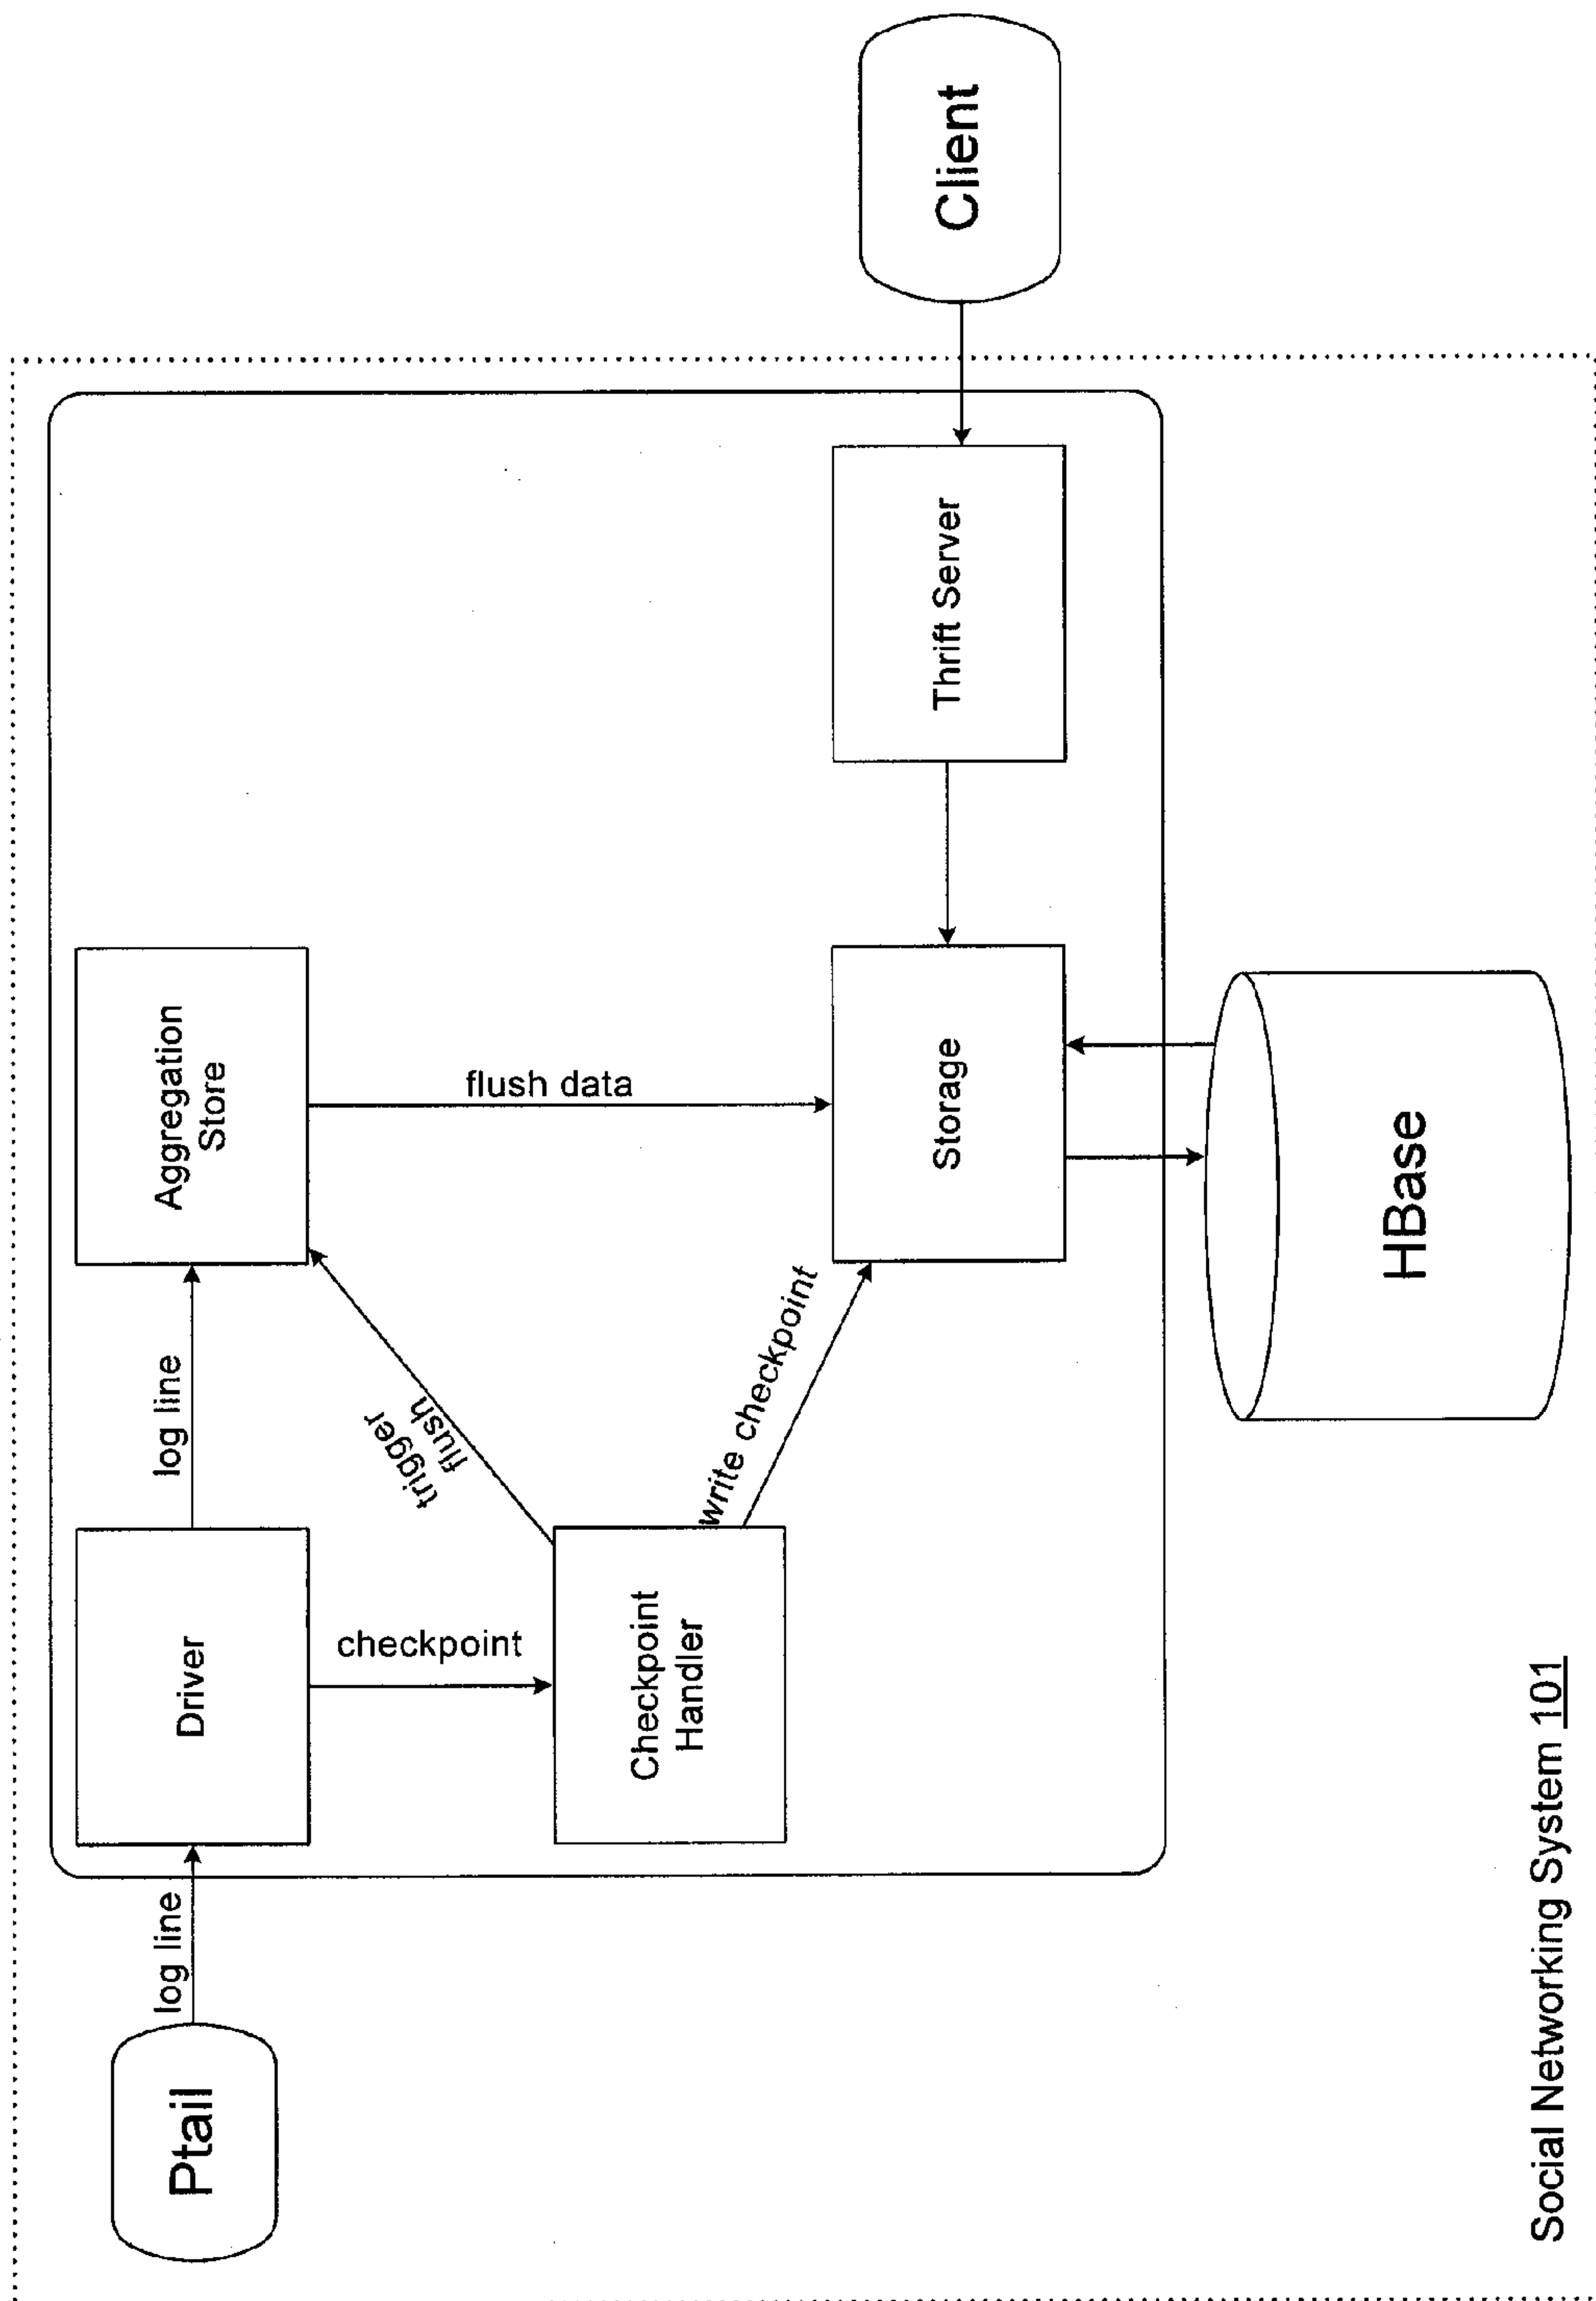 Ptail
log line
Driver
log line
Aggregation
Store
checkpoint
trigger
flush
flush data
Checkpoint
Handler
write checkpoint
Storage
Thrift Server
Client
HBase
Social Networking System 101